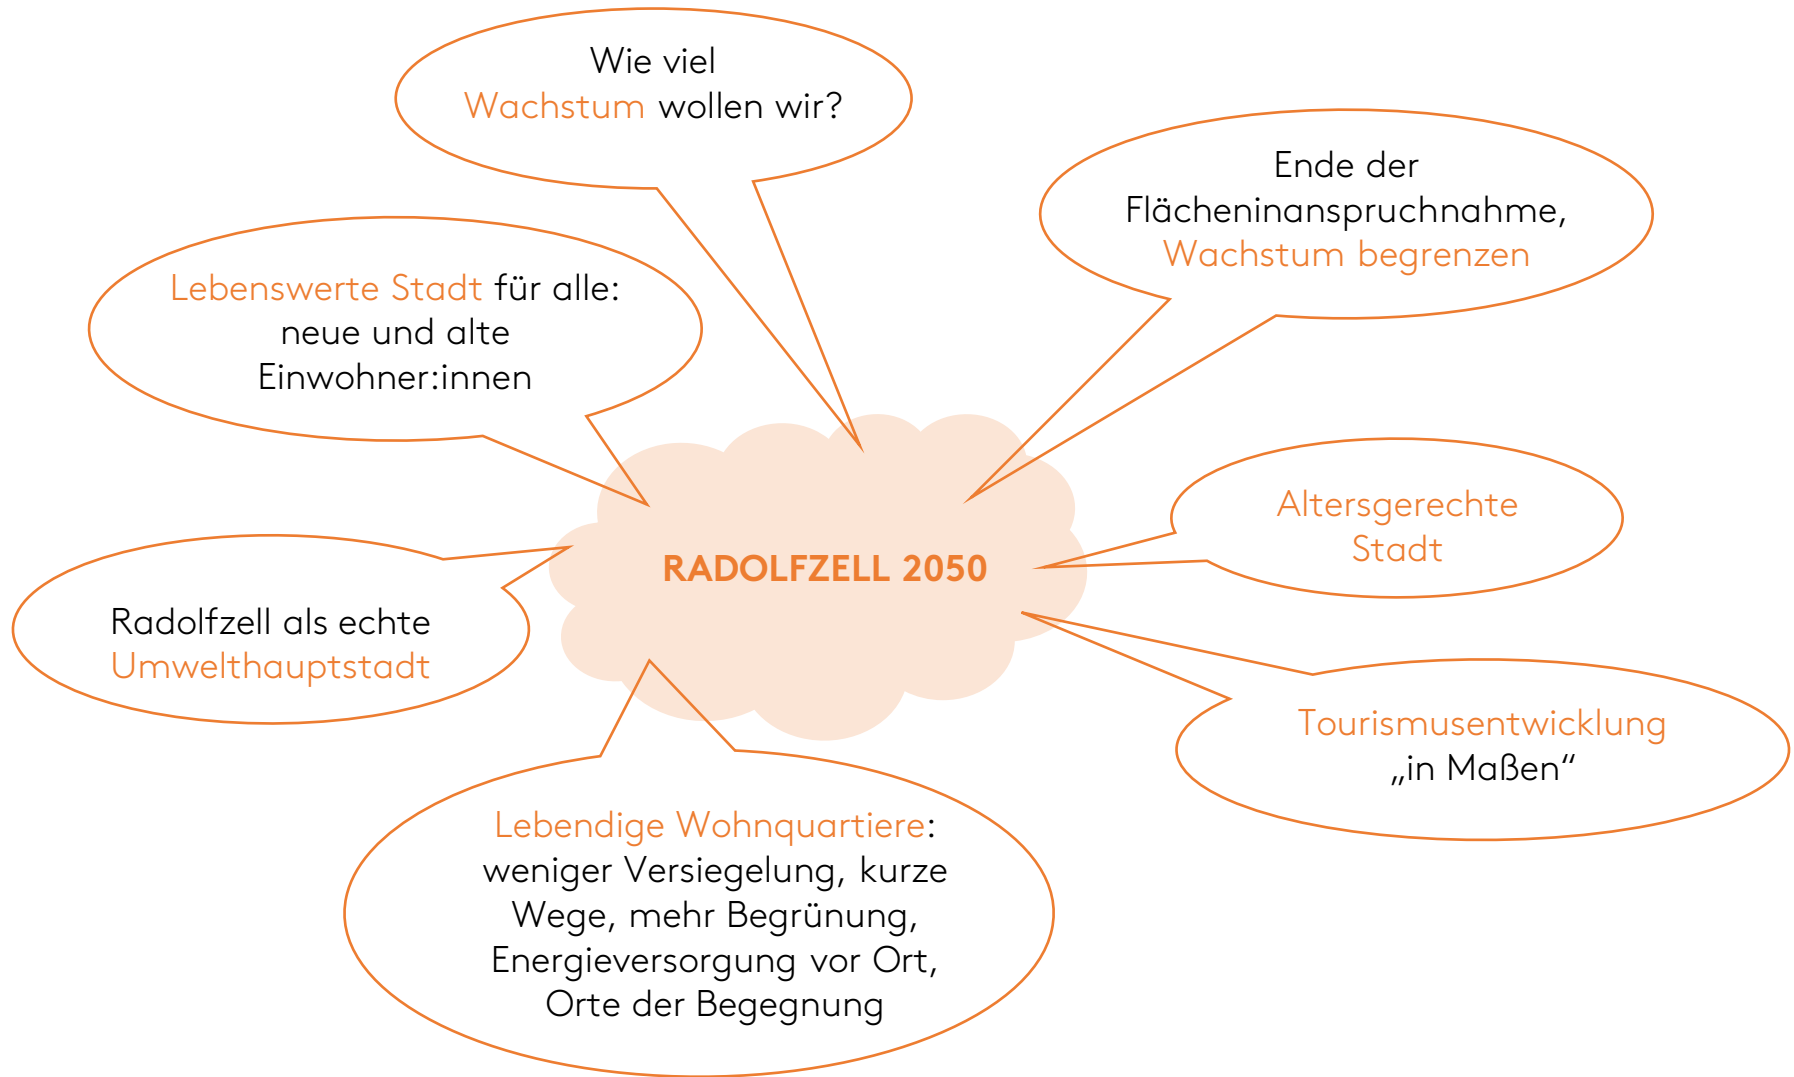 Wie viel
Wachstum wollen wir?
Ende der
Flächeninanspruchnahme,
Wachstum begrenzen
Lebenswerte Stadt für alle:
neue und alte
Einwohner:innen
Altersgerechte
Stadt
RADOLFZELL 2050
Radolfzell als echte
Umwelthauptstadt
Tourismusentwicklung
„in Maßen“
Lebendige Wohnquartiere:
weniger Versiegelung, kurze
Wege, mehr Begrünung,
Energieversorgung vor Ort,
Orte der Begegnung